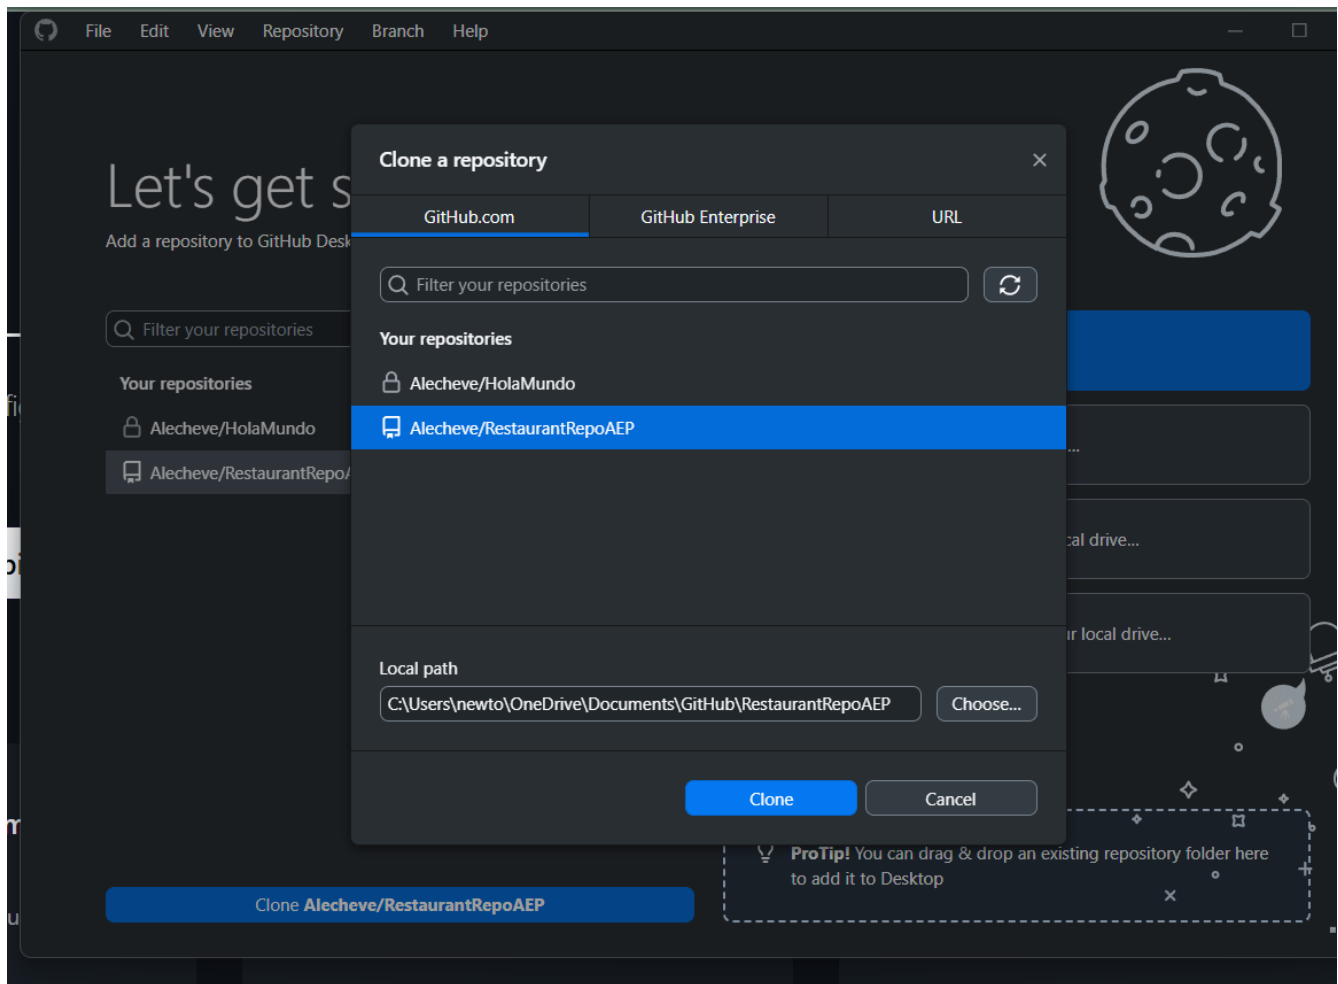 File Edit View Repository Branch Help
Let's get s
Add a repository to GitHub Desk
Filter your repositories
Your repositories
Alecheve/HolaMundo
Alecheve/RestaurantRepoA
Clone Alecheve/RestaurantRepoAEP
Clone a repository
GitHub.com GitHub Enterprise URL
Filter your repositories
Your repositories
Alecheve/HolaMundo
Alecheve/RestaurantRepoAEP
Local path
C:\Users\newto\OneDrive\Documents\GitHub\RestaurantRepoAEP Choose...
Clone Cancel
...
cal drive...
ur local drive...
ProTip! You can drag & drop an existing repository folder here
to add it to Desktop